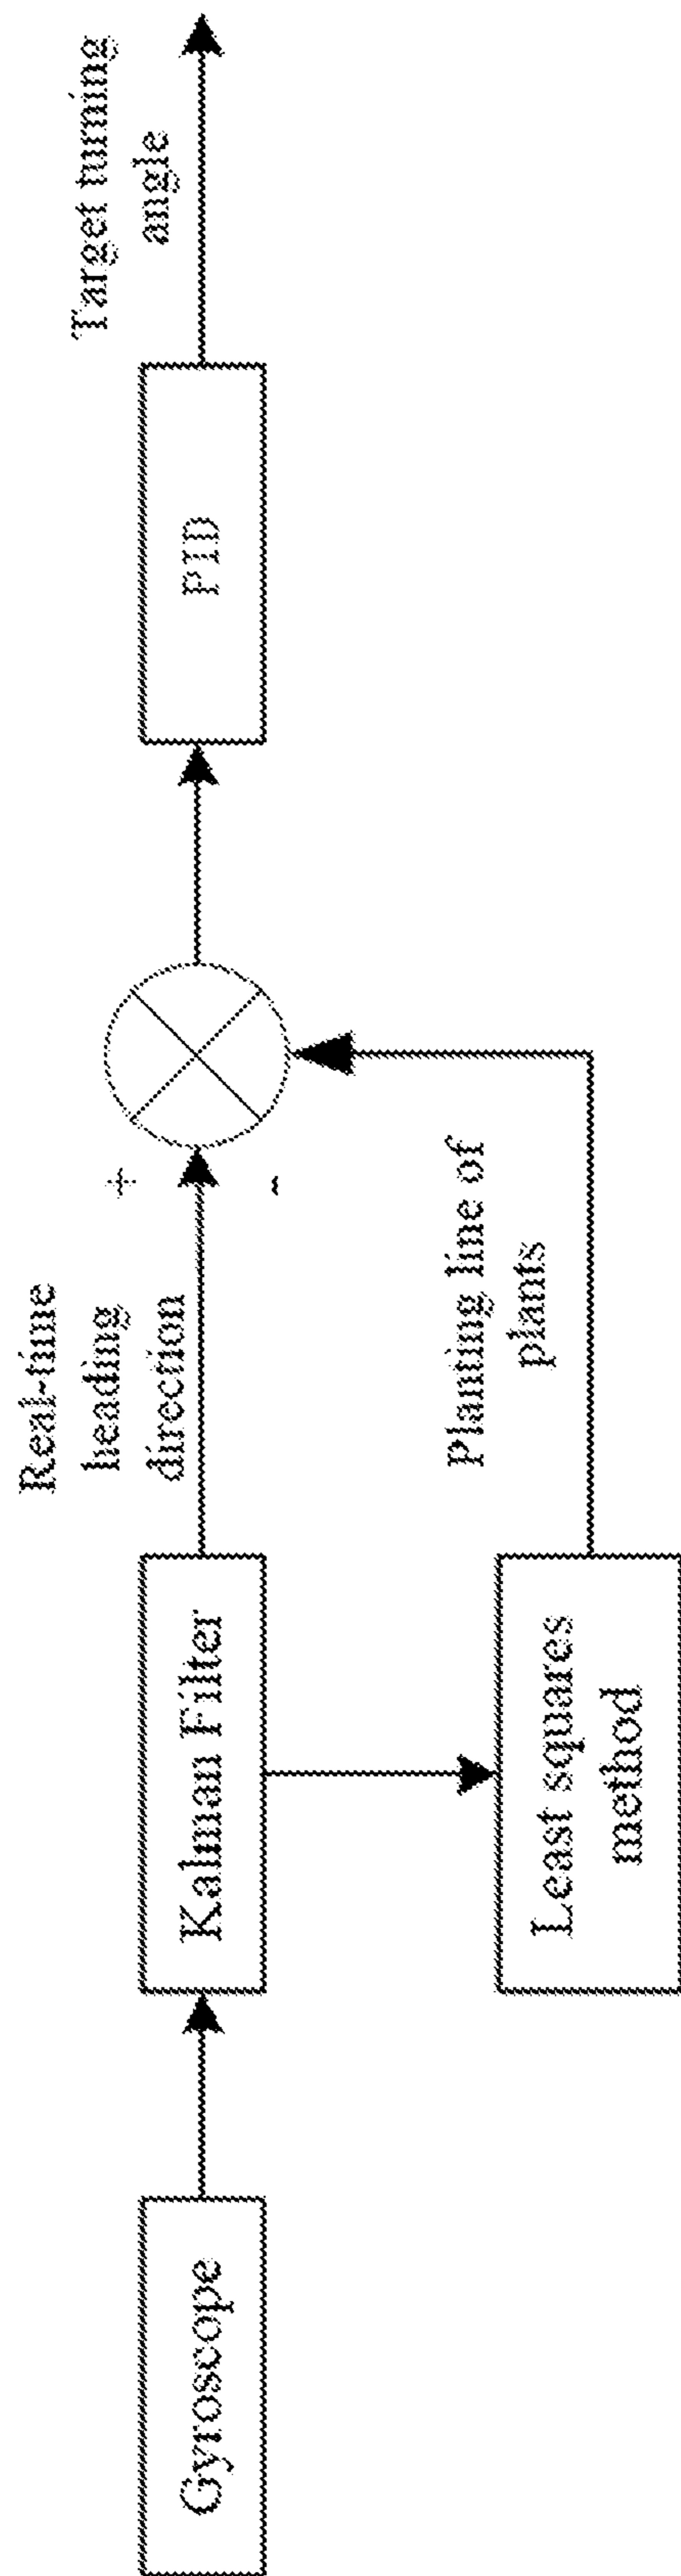 Gyroscope
Kalman Filter
Real-time
heading
direction
+
-
PID
Target turning
angle
Least squares
method
Planting line of
plants